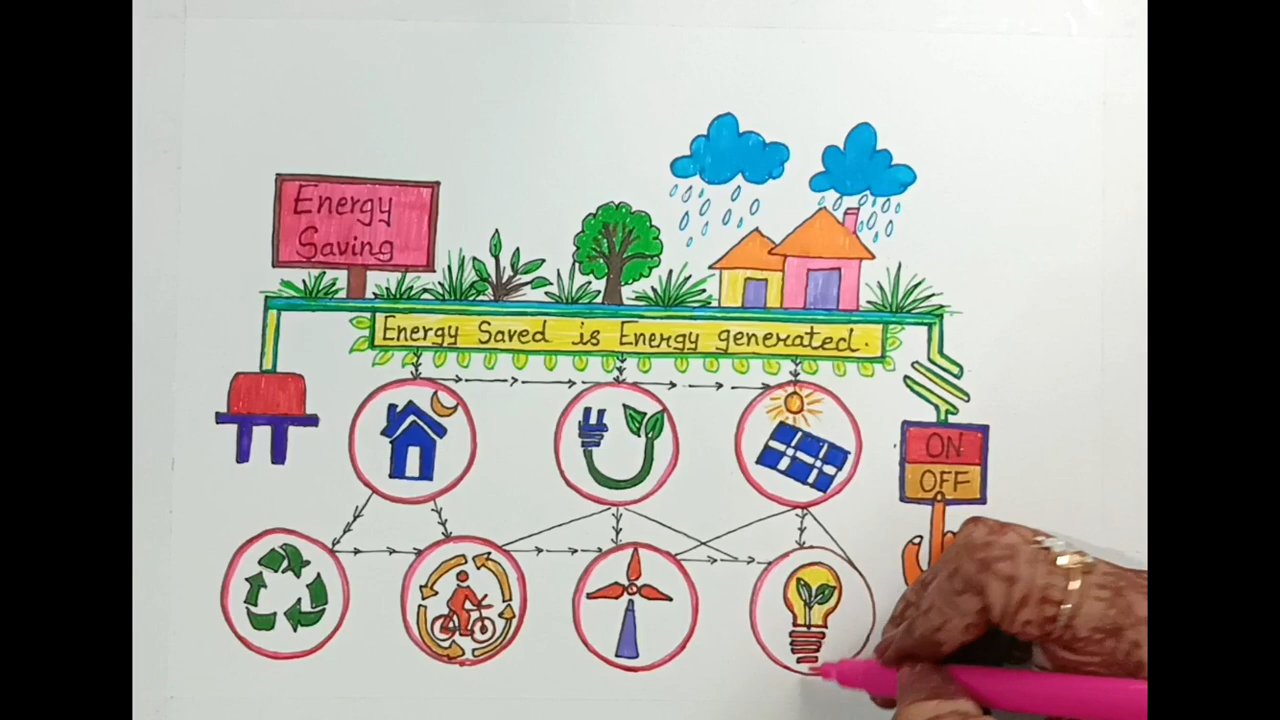 Energy
Saving
Energy Saved is Energy generated.
ON
OFF